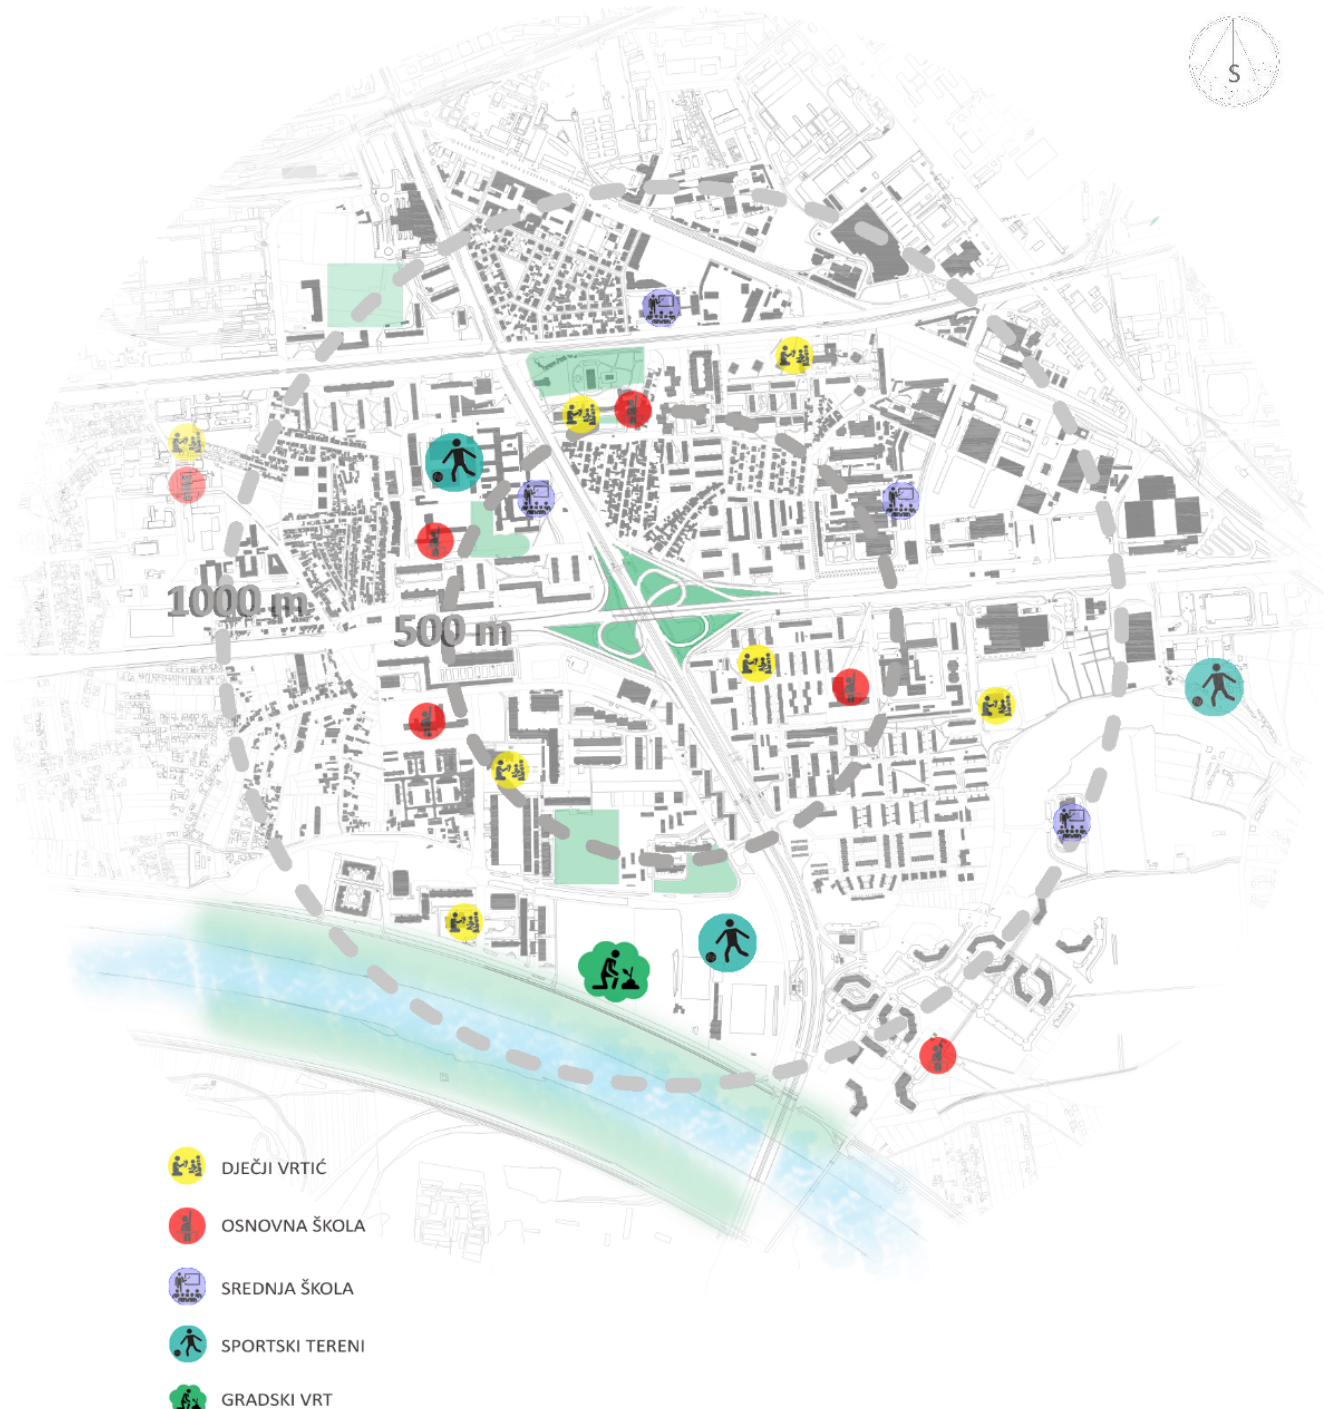 S
1000 m
500 m
DJEČJI VRTIĆ
OSNOVNA ŠKOLA
SREDNJA ŠKOLA
SPORTSKI TERENI
GRADSKI VRT